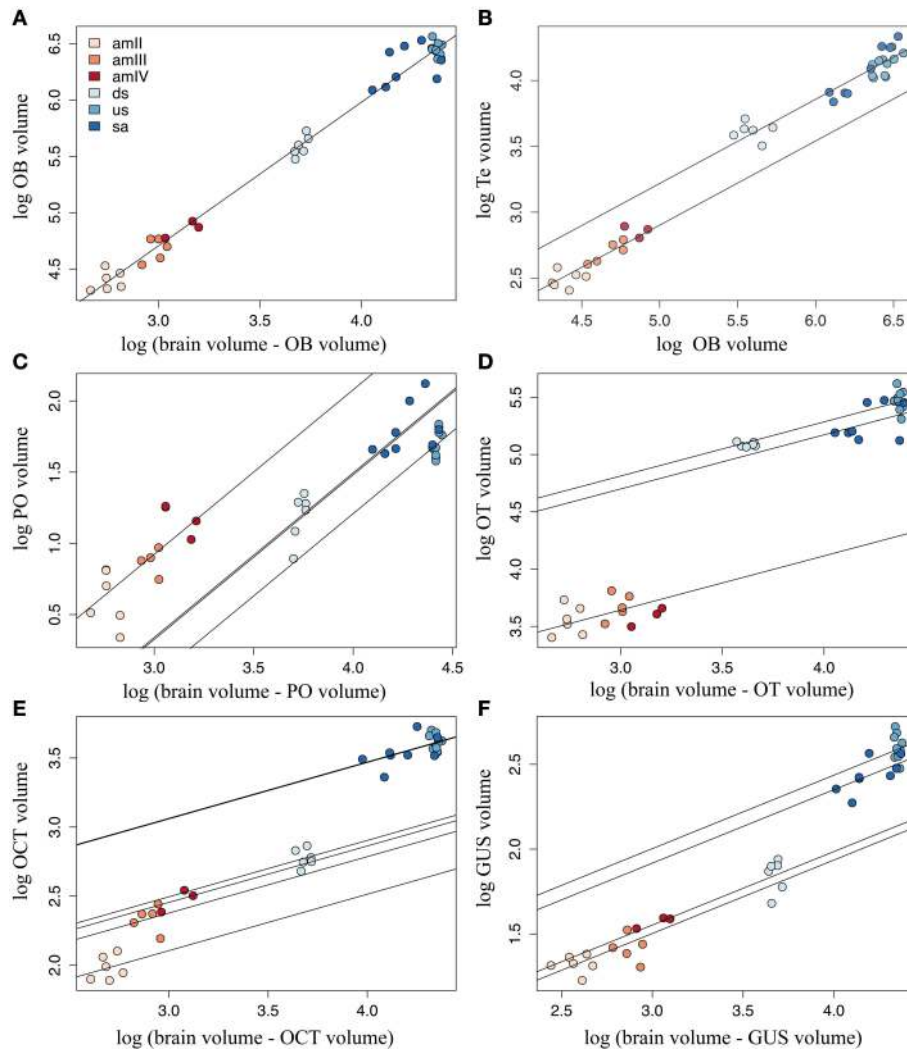 A
amII
amIII
amIV
ds
us
sa
log OB volume
4.5 5.0 5.5 6.0 6.5
3.0 3.5 4.0
log (brain volume - OB volume)
B
log Te volume
2.5 3.0 3.5 4.0
4.5 5.0 5.5 6.0 6.5
log OB volume
C
log PO volume
0.5 1.0 1.5 2.0
3.0 3.5 4.0 4.5
log (brain volume - PO volume)
D
log OT volume
3.5 4.0 4.5 5.0 5.5
3.0 3.5 4.0
log (brain volume - OT volume)
E
log OCT volume
2.0 2.5 3.0 3.5
3.0 3.5 4.0
log (brain volume - OCT volume)
F
log GUS volume
1.5 2.0 2.5
2.5 3.0 3.5 4.0
log (brain volume - GUS volume)